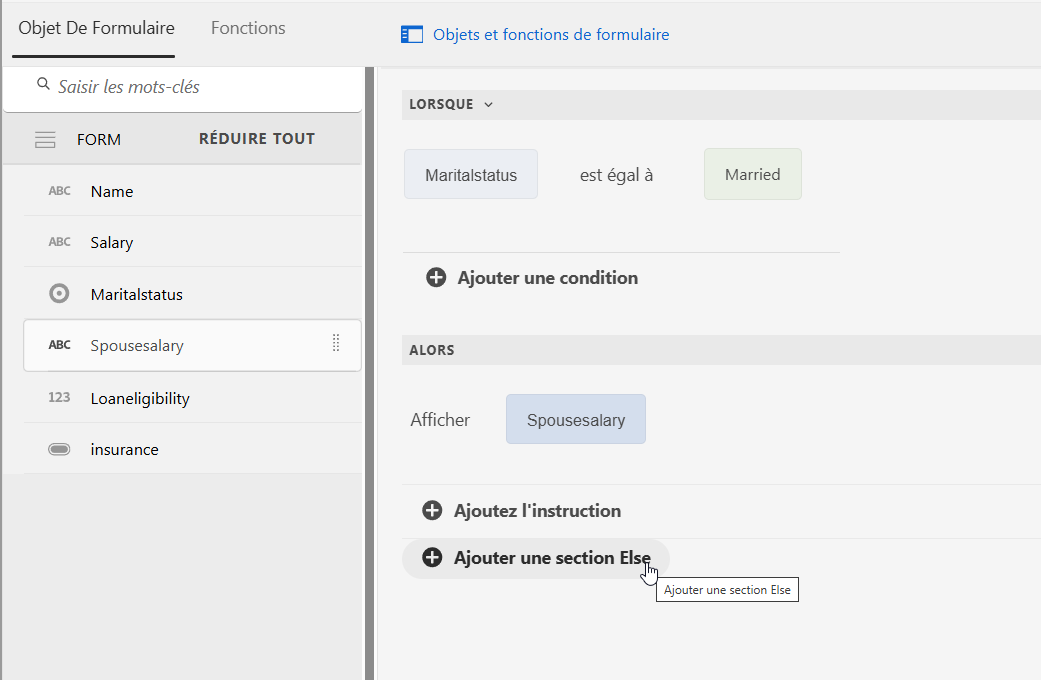 Objet De Formulaire
Fonctions
Objets et fonctions de formulaire
Saisir les mots-clés
FORM
RÉDUIRE TOUT
ABC Name
ABC Salary
Maritalstatus
ABC Spousesalary
123 Loaneligibility
insurance
LORSQUE
Maritalstatus est égal à Married
Ajouter une condition
ALORS
Afficher Spousesalary
Ajoutez l'instruction
Ajouter une section Else
Ajouter une section Else